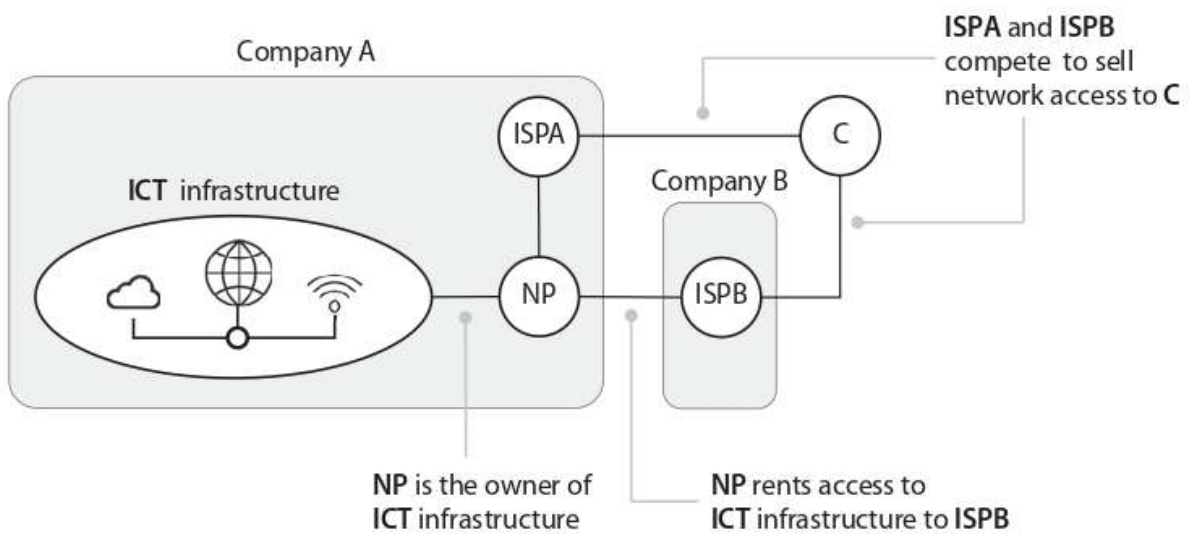 Company A
ISPA and ISPB
compete to sell
network access to C
ISPA
C
ICT infrastructure
Company B
NP
ISPB
NP is the owner of
ICT infrastructure
NP rents access to
ICT infrastructure to ISPB